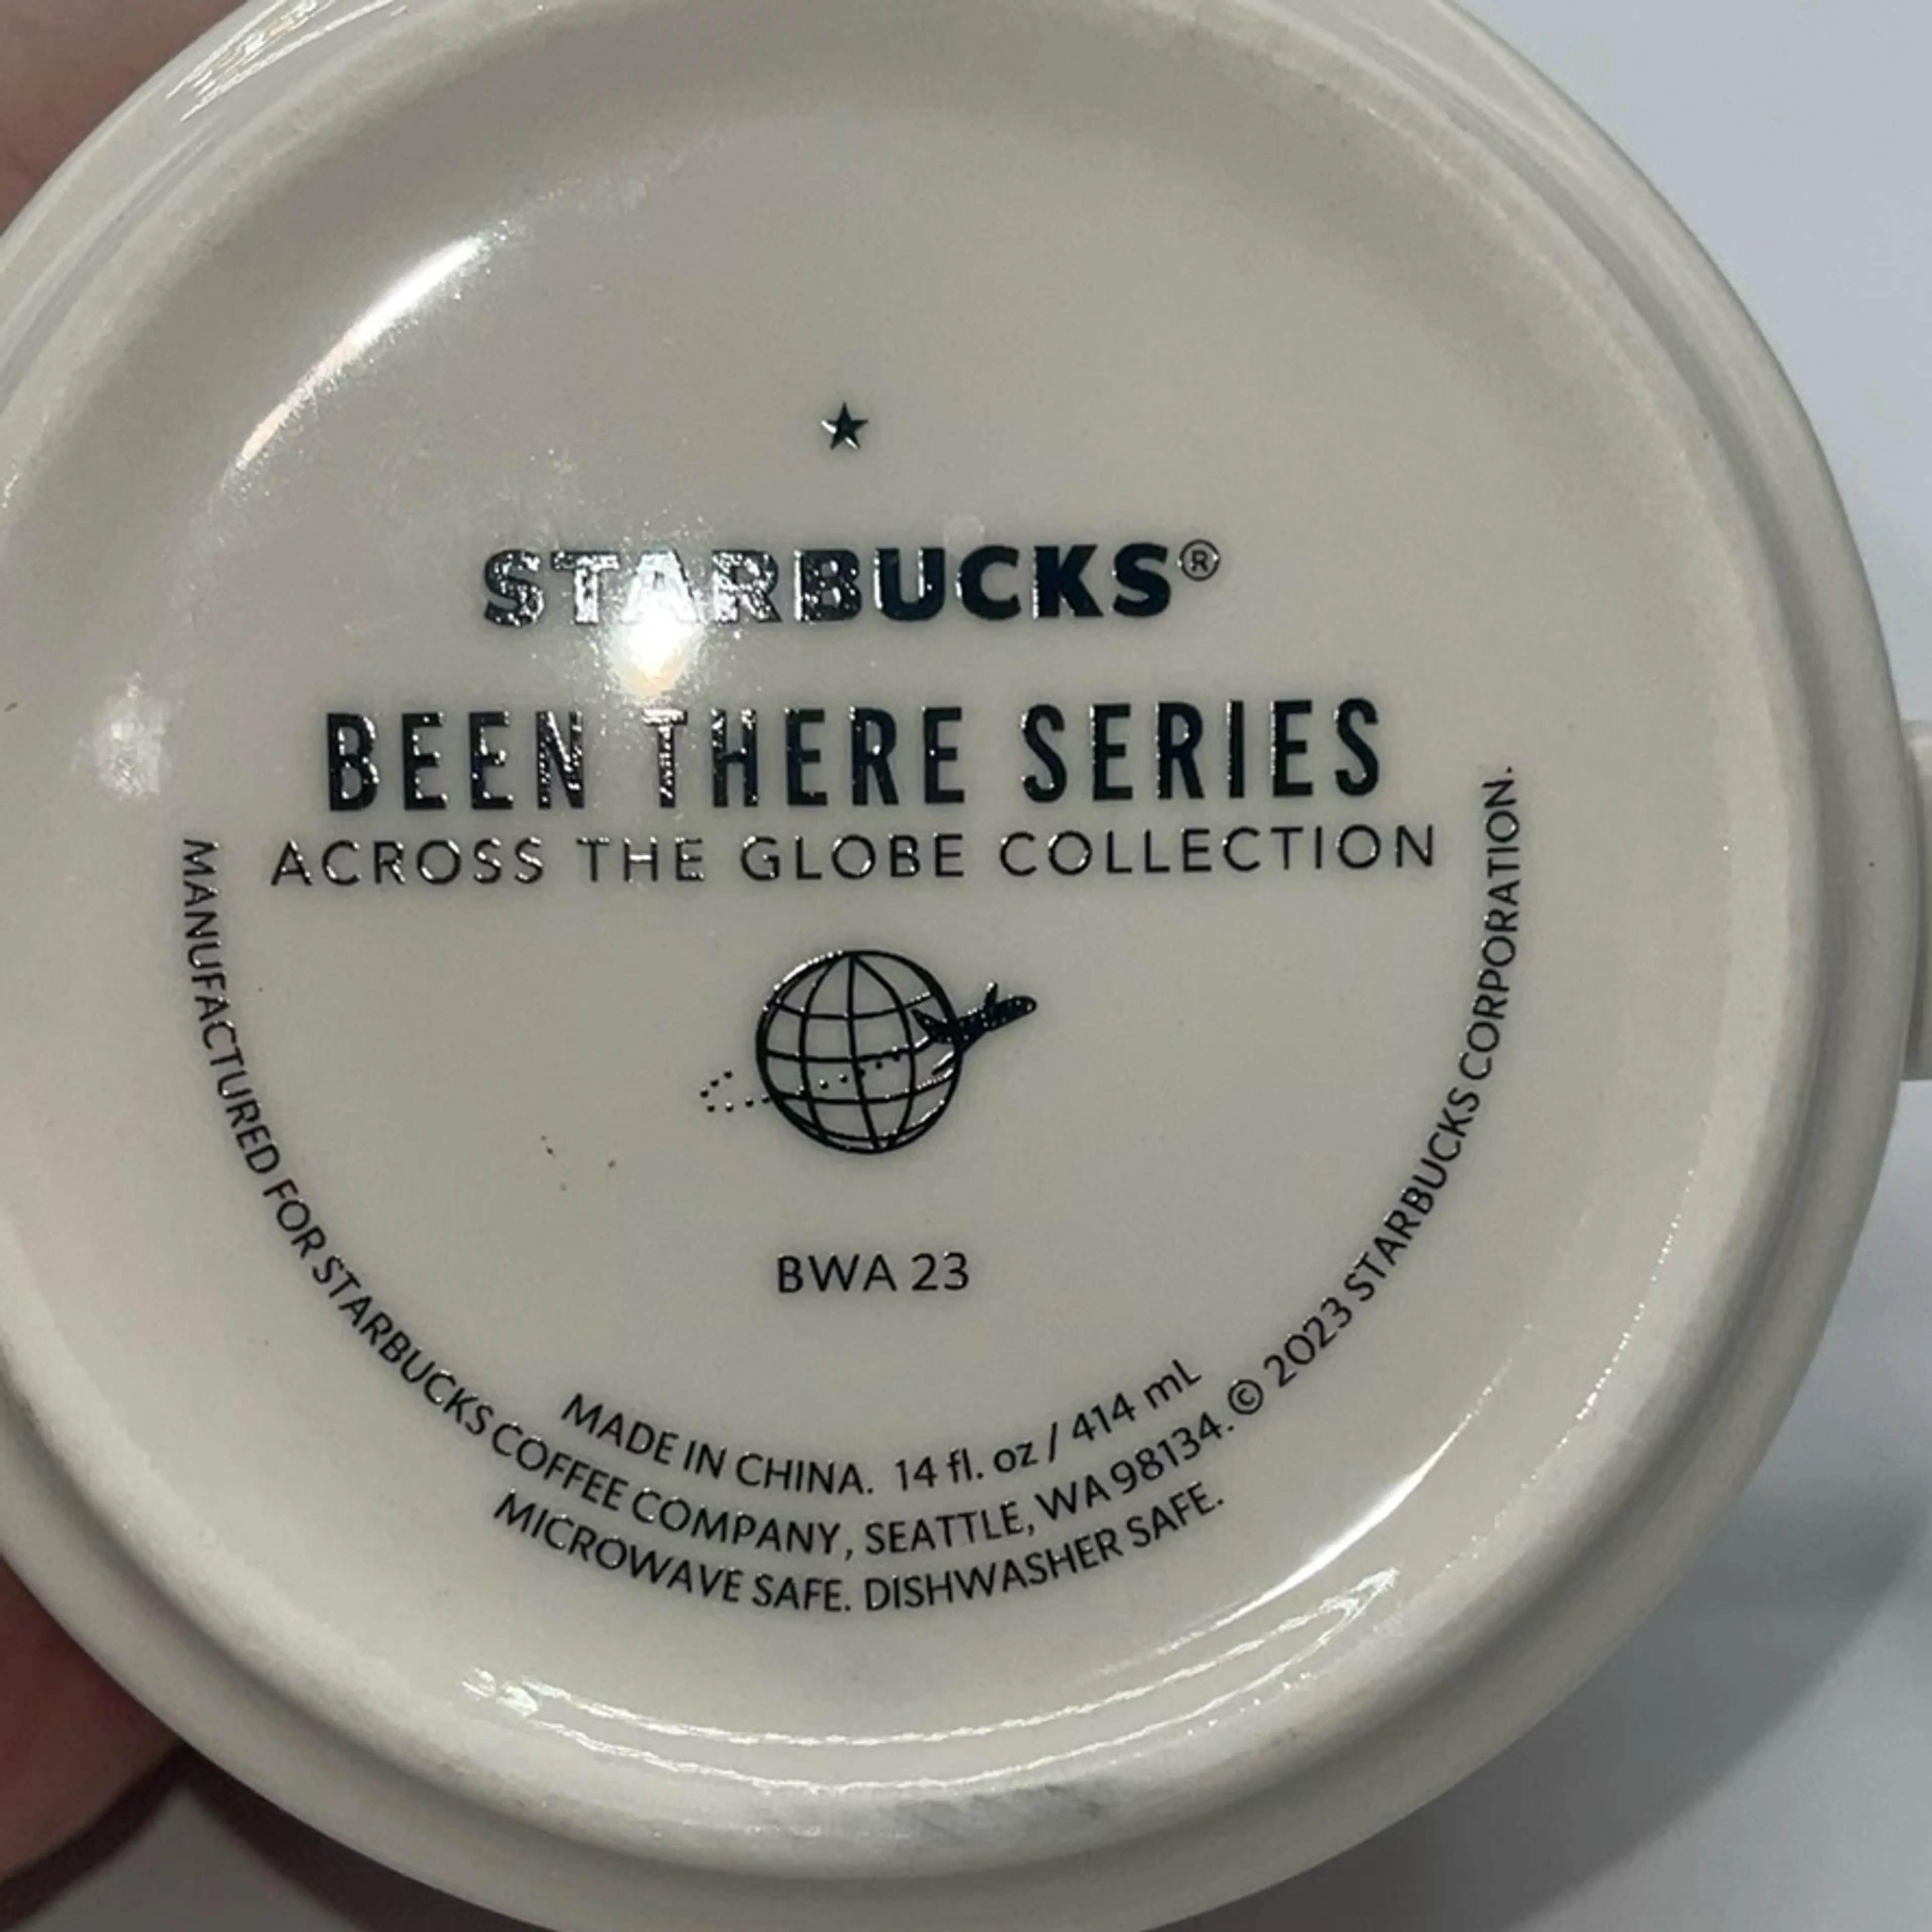 STARBUCKS®
BEEN THERE SERIES
ACROSS THE GLOBE COLLECTION
BWA 23
MADE IN CHINA. 14 fl. oz / 414 mL
MANUFACTURED FOR STARBUCKS COFFEE COMPANY, SEATTLE, WA 98134. © 2023 STARBUCKS CORPORATION.
MICROWAVE SAFE. DISHWASHER SAFE.